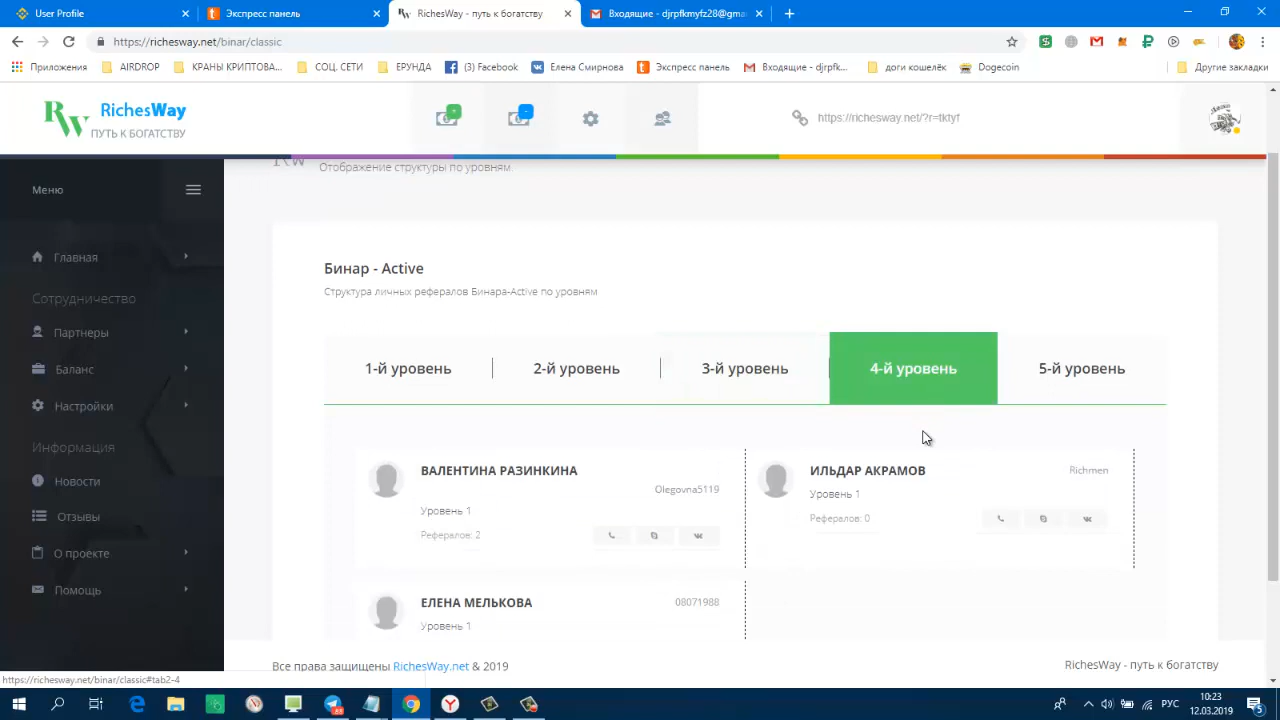 User Profile
Экспресс панель
RichesWay - путь к богатству
Входящие - djrpfkmyfz28@gma
https://richesway.net/binar/classic
Приложения
AIRDROP
КРАНЫ КРИПТОВА...
СОЦ. СЕТИ
ЕРУНДА
(3) Facebook
Елена Смирнова
Экспресс панель
Входящие - djrpfk...
доги кошелёк
Dogecoin
Другие закладки
RichesWay
ПУТЬ К БОГАТСТВУ
https://richesway.net/?r=tktyf
Отображение структуры по уровням.
Меню
Главная
Сотрудничество
Партнеры
Баланс
Настройки
Информация
Новости
Отзывы
О проекте
Помощь
Бинар - Active
Структура личных рефералов Бинара-Active по уровням
1-й уровень
2-й уровень
3-й уровень
4-й уровень
5-й уровень
ВАЛЕНТИНА РАЗИНКИНА
Olegovna5119
Уровень 1
Рефералов: 2
ИЛЬДАР АКРАМОВ
Richmen
Уровень 1
Рефералов: 0
ЕЛЕНА МЕЛЬКОВА
08071988
Уровень 1
Все права защищены RichesWay.net & 2019
RichesWay - путь к богатству
https://richesway.net/binar/classic#tab2-4
РУС
10:23
12.03.2019